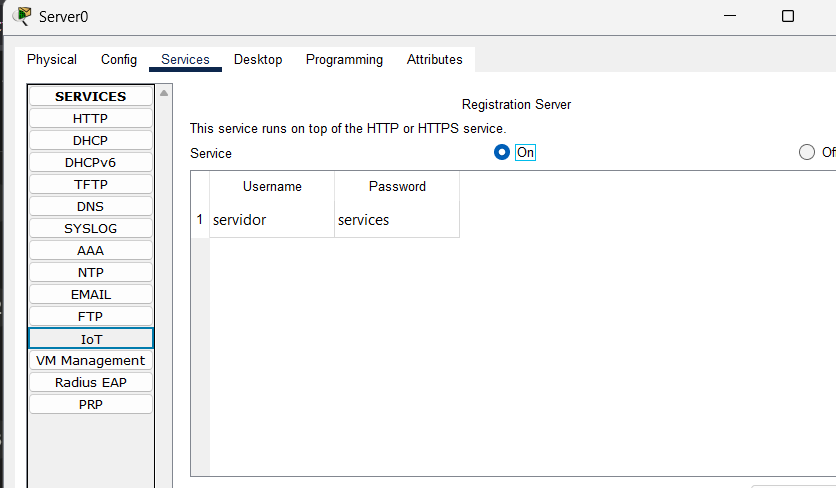 Server0
Physical Config Services Desktop Programming Attributes
SERVICES
HTTP
DHCP
DHCPv6
TFTP
DNS
SYSLOG
AAA
NTP
EMAIL
FTP
IoT
VM Management
Radius EAP
PRP
Registration Server
This service runs on top of the HTTP or HTTPS service.
Service On Of
Username Password
1 servidor services